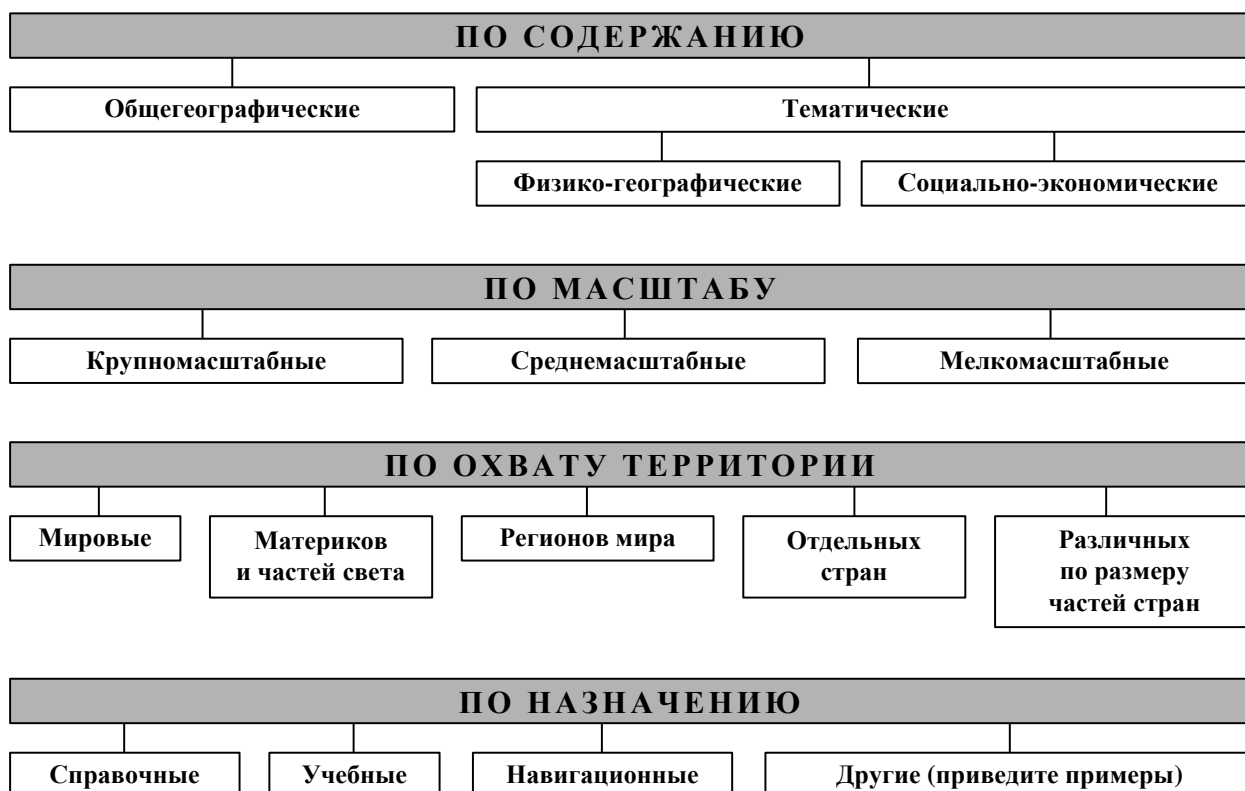 ПО СОДЕРЖАНИЮ
Общегеографические
Тематические
Физико-географические
Социально-экономические
ПО МАСШТАБУ
Крупномасштабные
Среднемасштабные
Мелкомасштабные
ПО ОХВАТУ ТЕРРИТОРИИ
Мировые
Материков
и частей света
Регионов мира
Отдельных
стран
Различных
по размеру
частей стран
ПО НАЗНАЧЕНИЮ
Справочные
Учебные
Навигационные
Другие (приведите примеры)